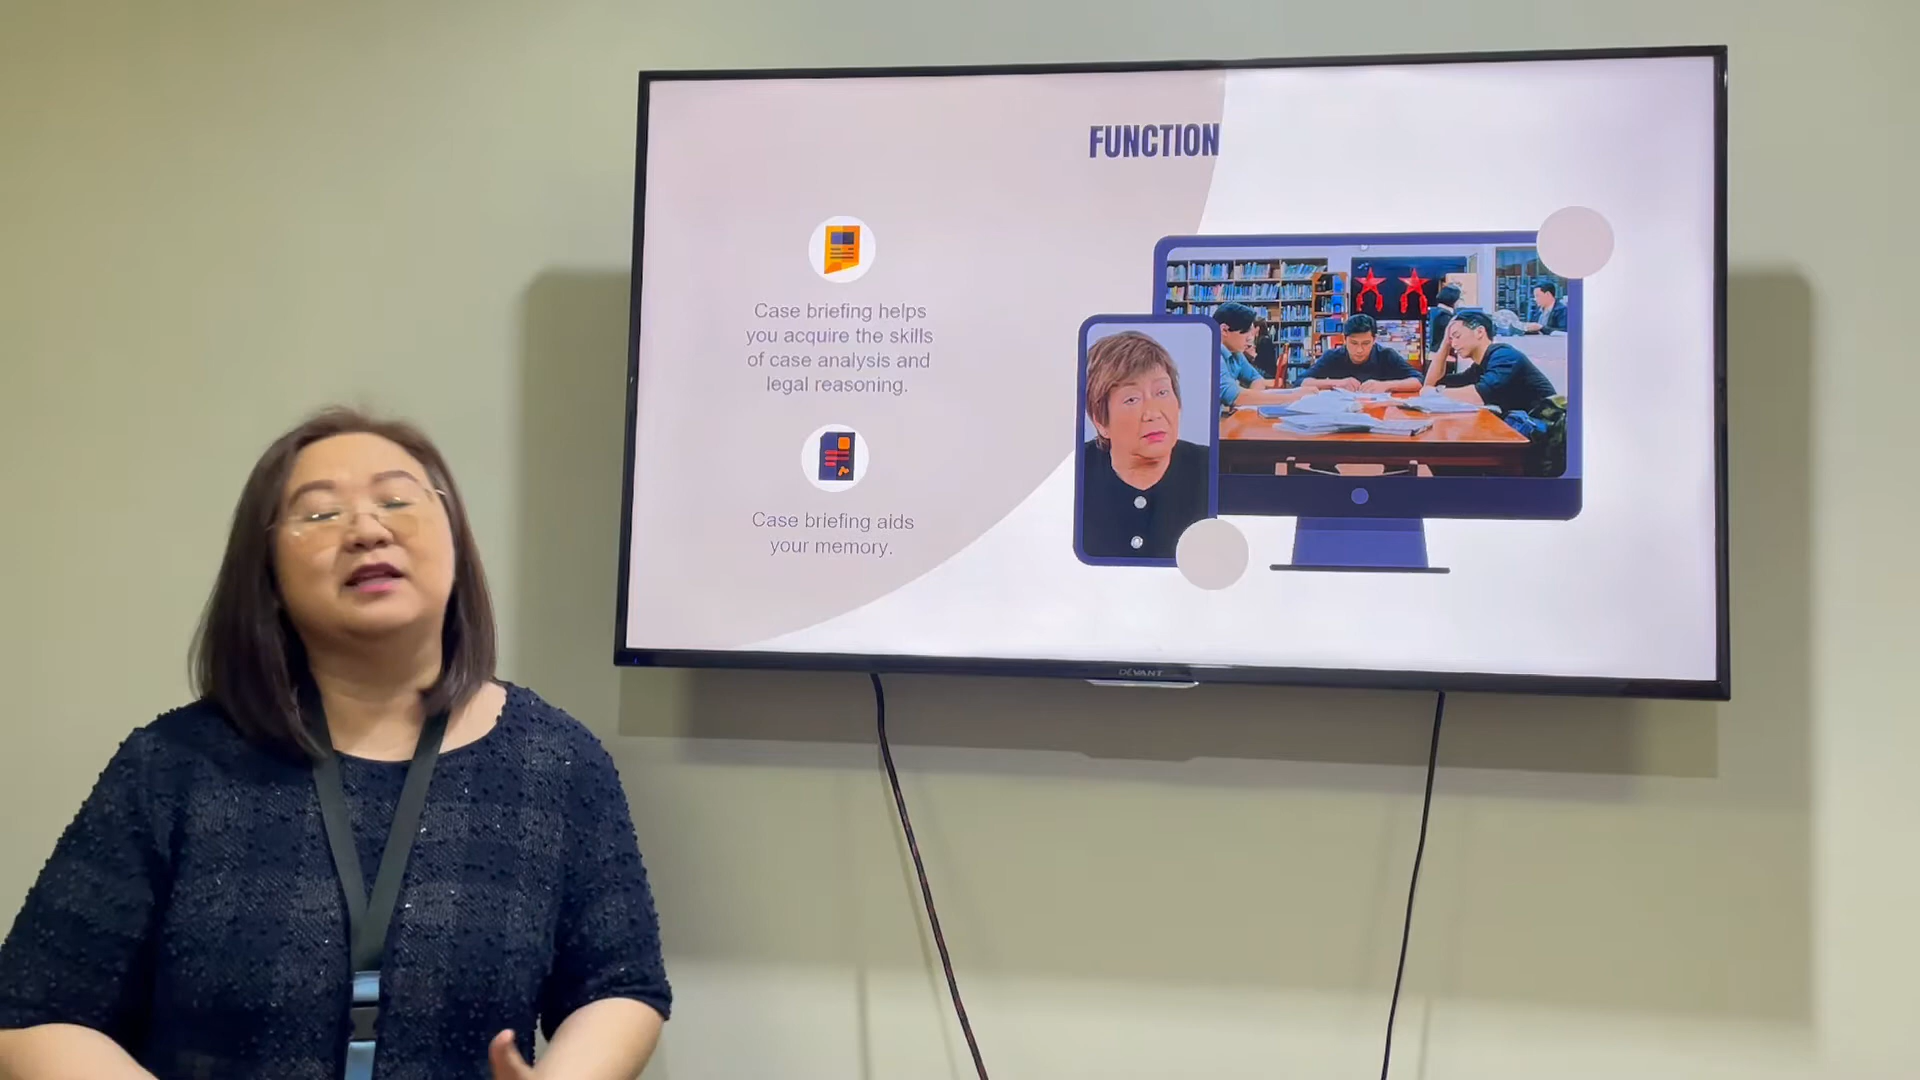 FUNCTION
Case briefing helps
you acquire the skills
of case analysis and
legal reasoning.
Case briefing aids
your memory.
DEVANT